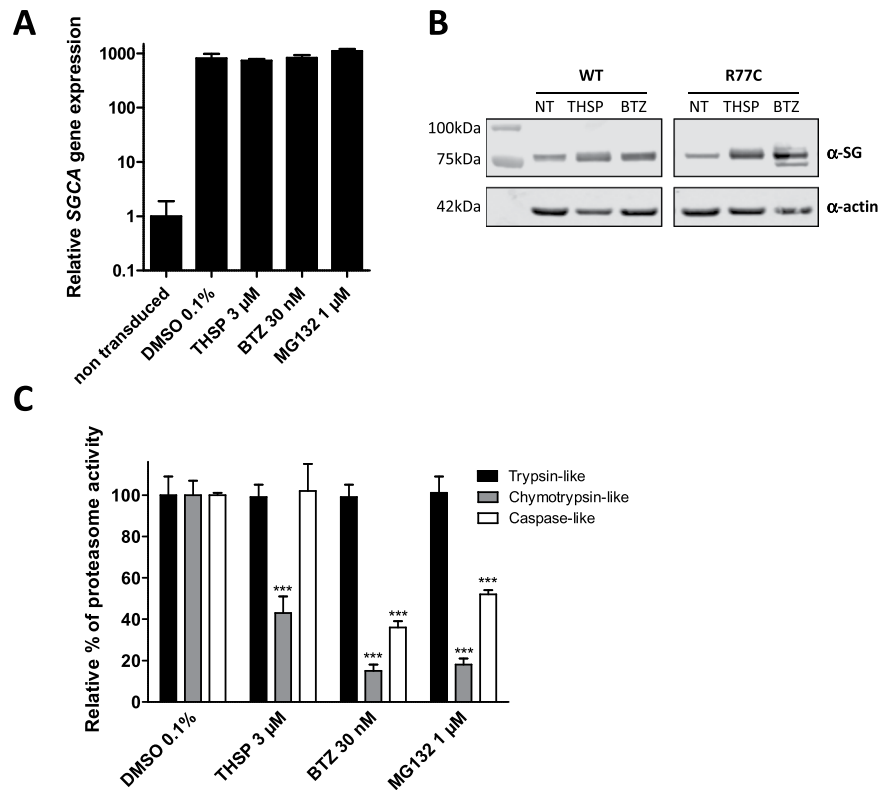 A
Relative SGCA gene expression
1000
100
10
1
0.1
non transduced
DMSO 0.1%
THSP 3 µM
BTZ 30 nM
MG132 1 µM
B
WT
R77C
NT THSP BTZ
NT THSP BTZ
100kDa
75kDa
α-SG
42kDa
α-actin
C
Relative % of proteasome activity
100
80
60
40
20
0
***
***
***
***
***
Trypsin-like
Chymotrypsin-like
Caspase-like
DMSO 0.1%
THSP 3 µM
BTZ 30 nM
MG132 1 µM